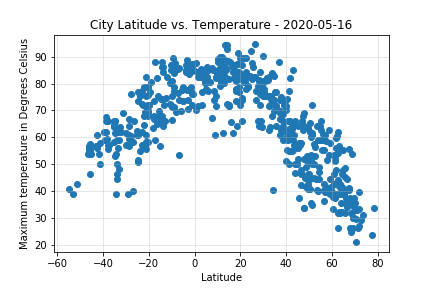 City Latitude vs. Temperature - 2020-05-16
Maximum temperature in Degrees Celsius
90
80
70
60
50
40
30
20
−60 −40 −20 0 20 40 60 80
Latitude